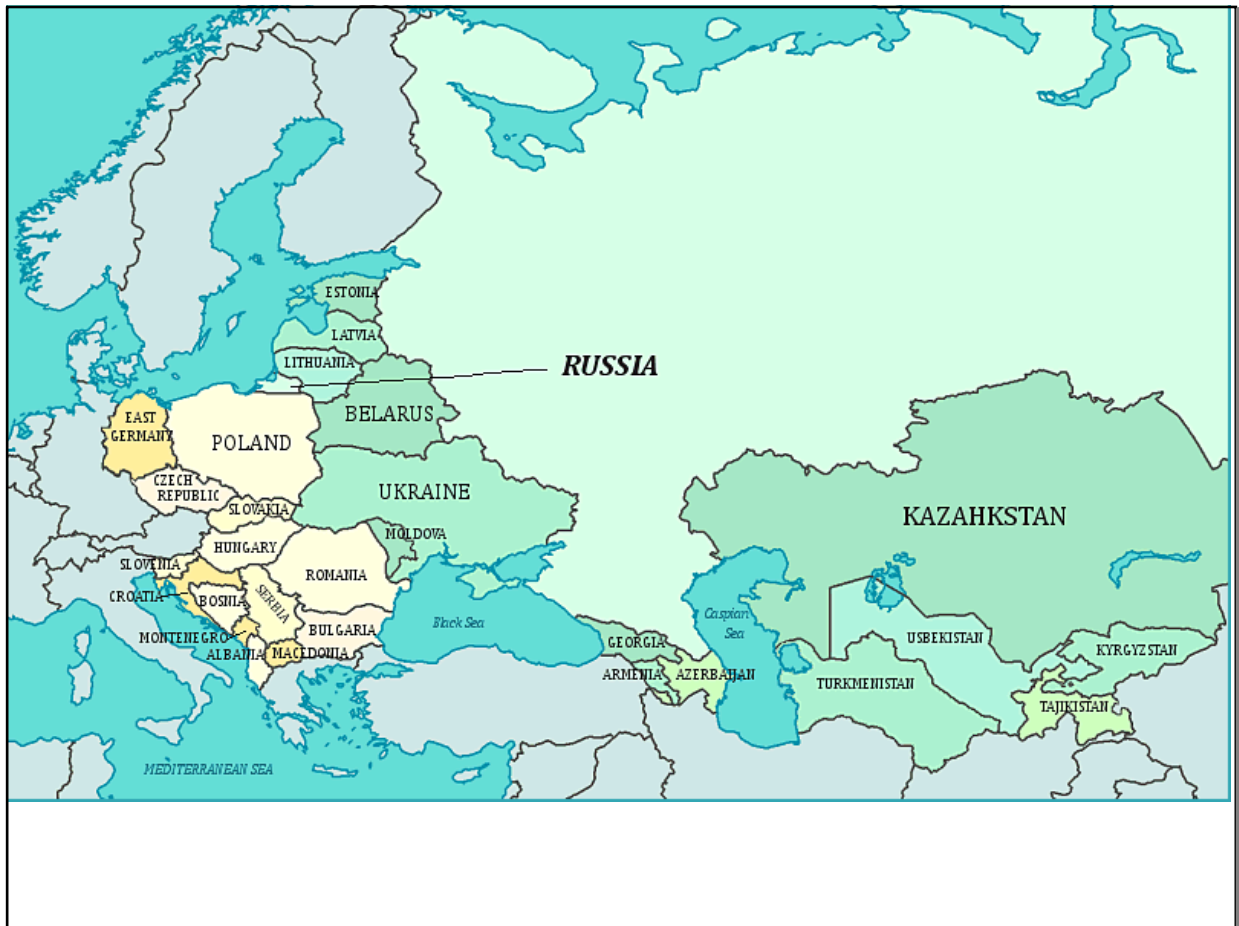 ESTONIA
LATVIA
LITHUANIA
RUSSIA
BELARUS
EAST
GERMANY
POLAND
CZECH
REPUBLIC
UKRAINE
SLOVAKIA
KAZAHKSTAN
MOLDOVA
HUNGARY
SLOVENIA
ROMANIA
CROATIA
BOSNIA
SERBIA
Caspian
Sea
Black Sea
BULGARIA
MONTENEGRO
USBEKISTAN
GEORGIA
KYRGYZSTAN
ALBANIA
MACEDONIA
ARMENIA
AZERBAIJAN
TURKMENISTAN
TAJIKISTAN
MEDITERRANEAN SEA